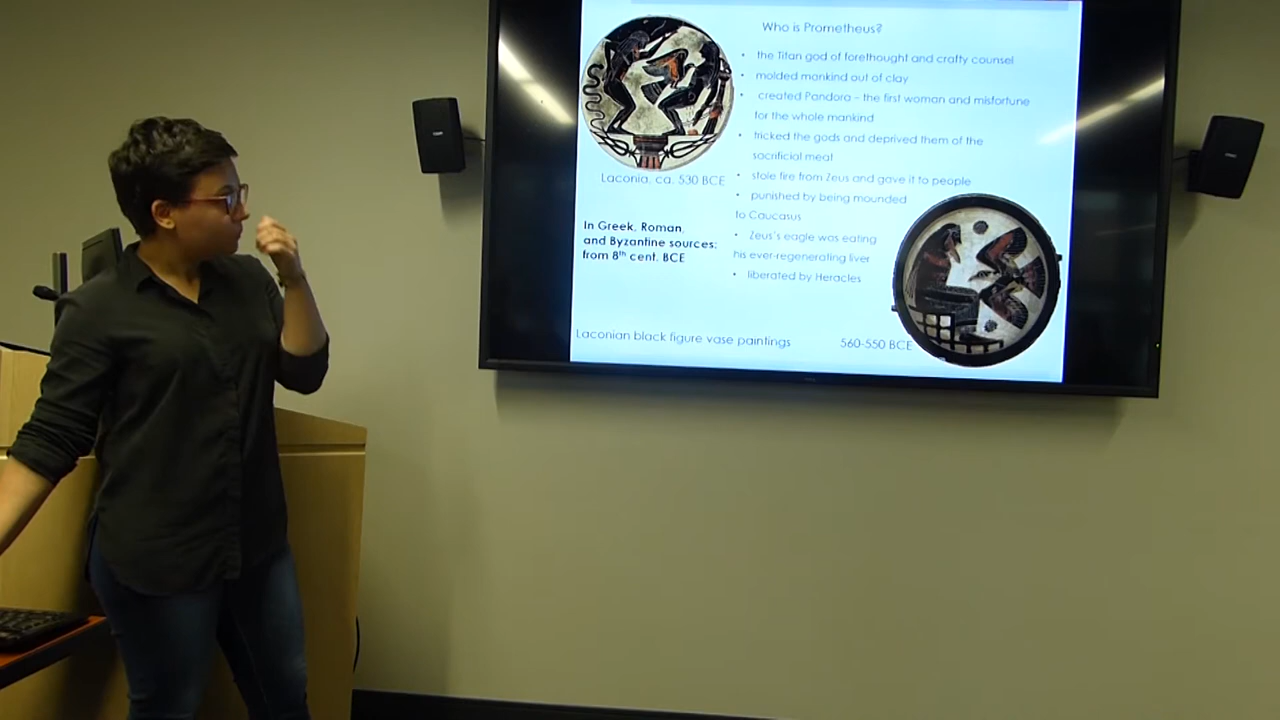 Who is Prometheus?
• the Titan god of forethought and crafty counsel
• molded mankind out of clay
• created Pandora – the first woman and misfortune
for the whole mankind
• tricked the gods and deprived them of the
sacrificial meat
• stole fire from Zeus and gave it to people
• punished by being mounded
to Caucasus
• Zeus's eagle was eating
his ever-regenerating liver
• liberated by Heracles
Laconia, ca. 530 BCE
In Greek, Roman,
and Byzantine sources;
from 8th cent. BCE
Laconian black figure vase paintings
560-550 BCE